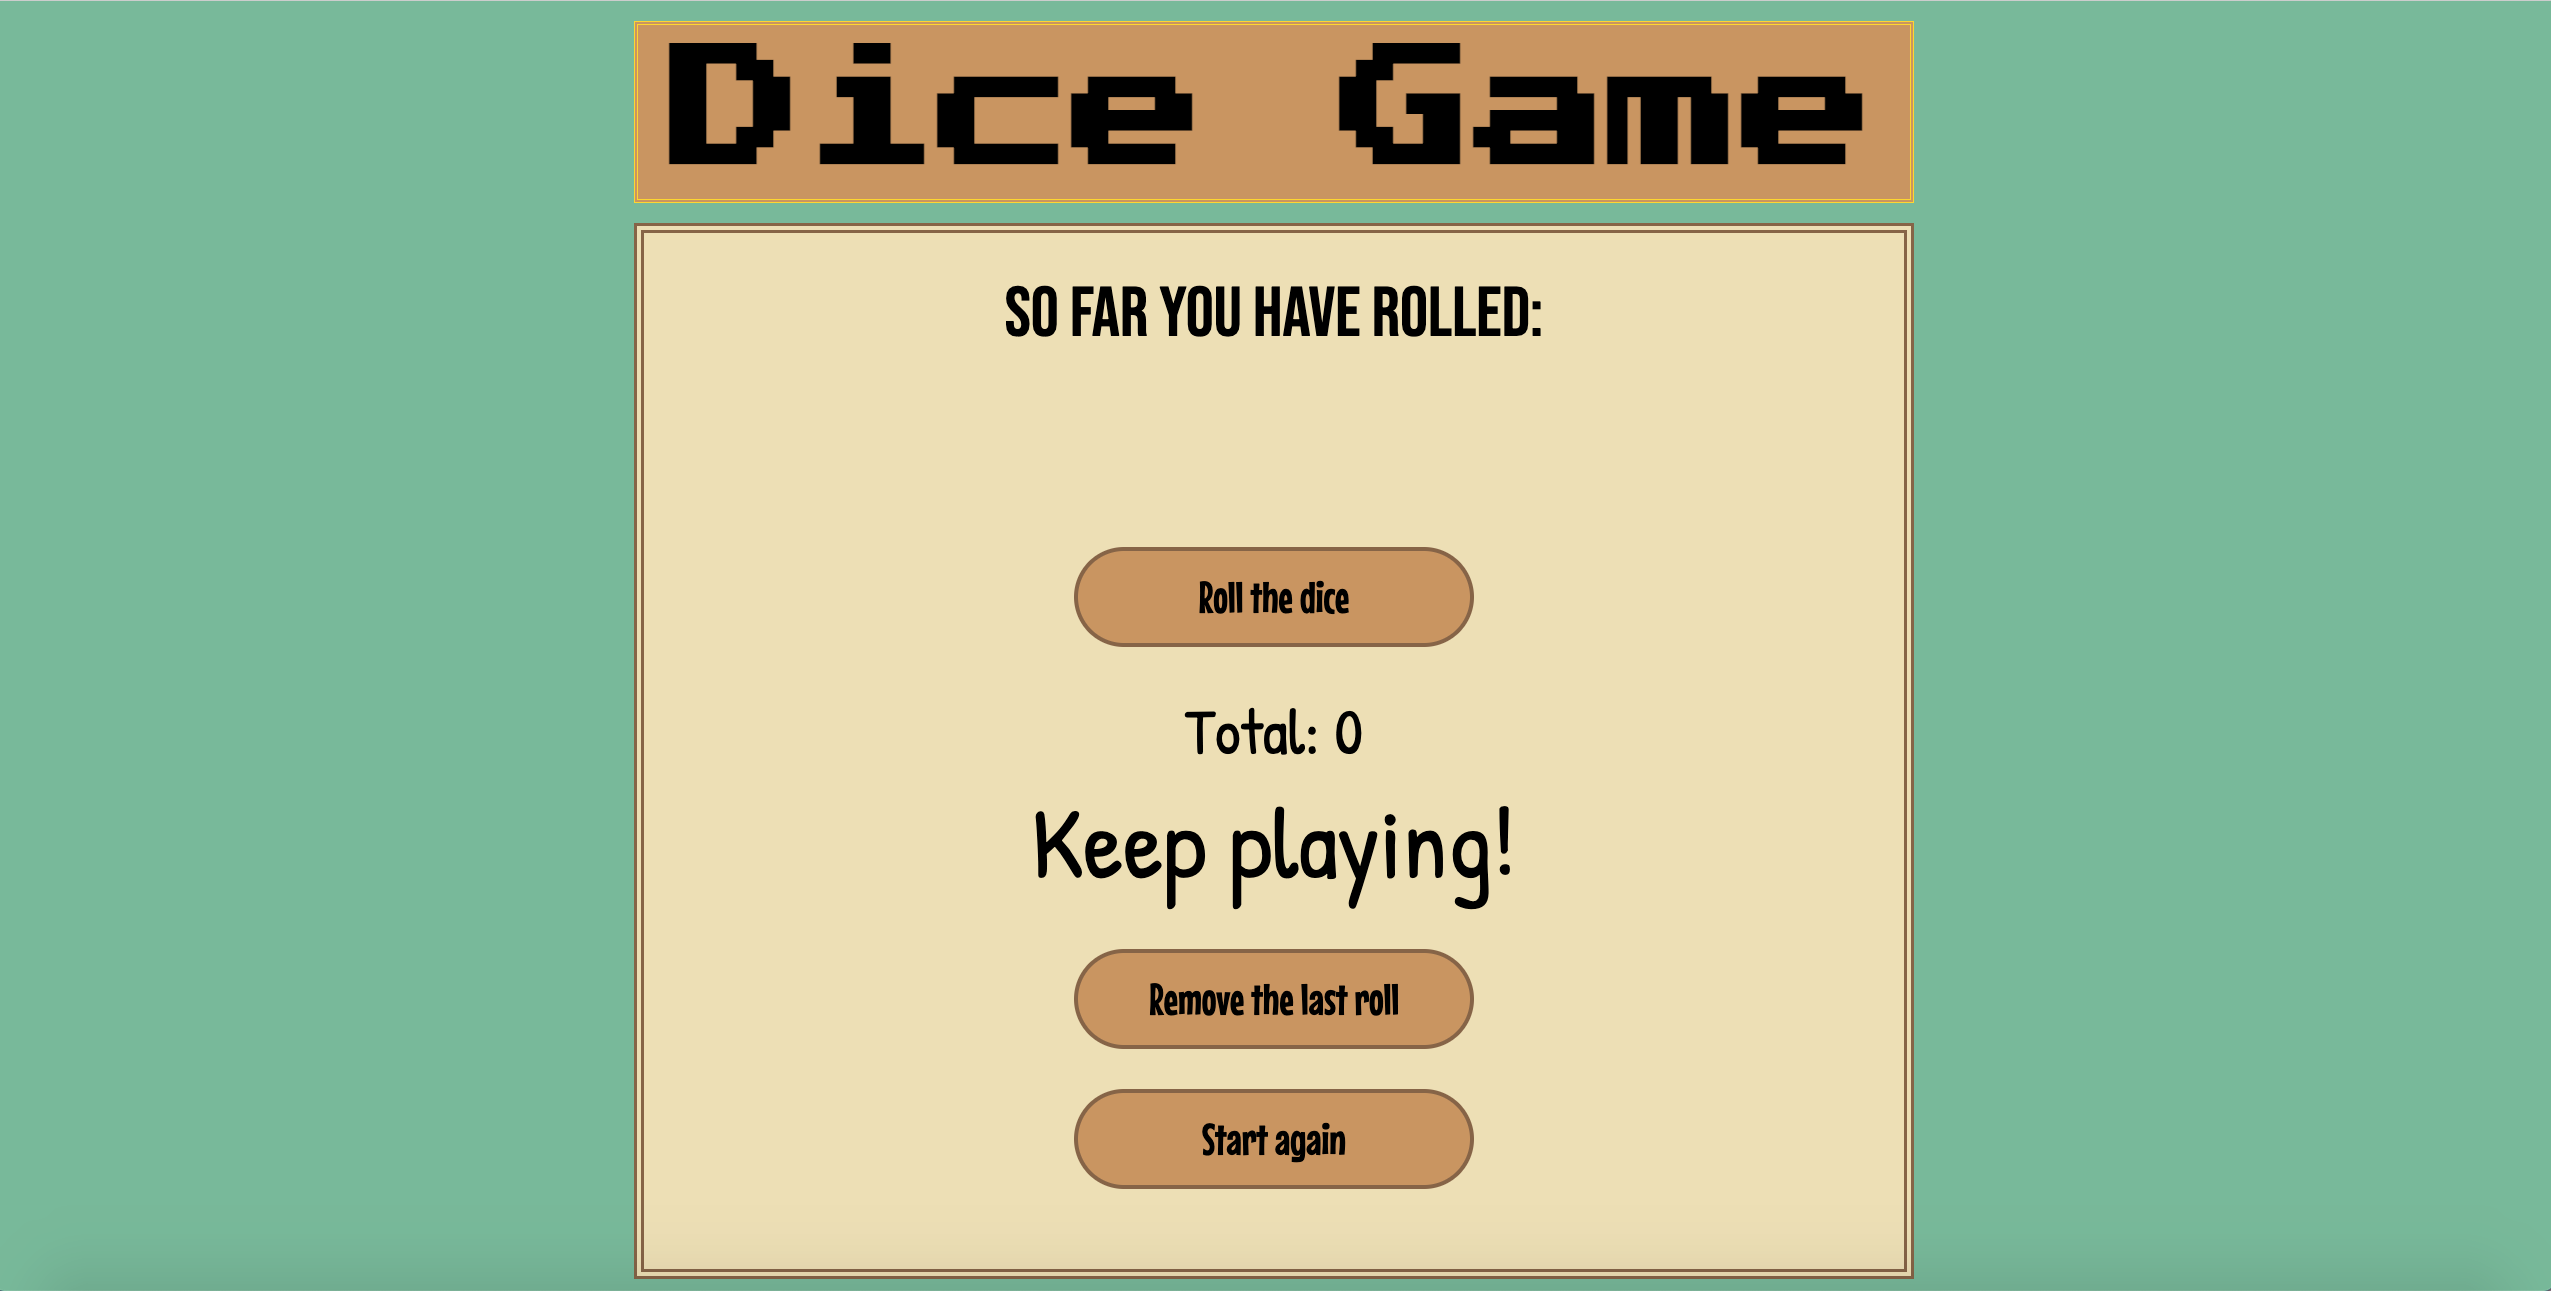 Dice Game
SO FAR YOU HAVE ROLLED:
Roll the dice
Total: 0
Keep playing!
Remove the last roll
Start again